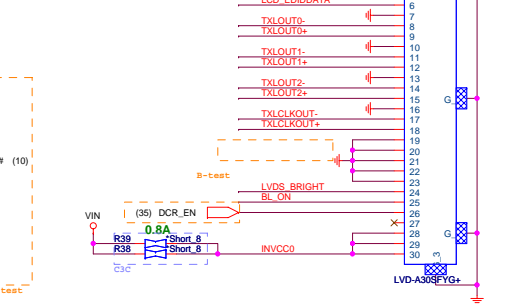 LCD_EDIDDATA 6
7
TXLOUT0- 8
TXLOUT0+ 9
10
TXLOUT1- 11
TXLOUT1+ 12
13
TXLOUT2- 14
TXLOUT2+ 15
G
16
TXLCLKOUT- 17
TXLCLKOUT+ 18
19
20
# (10) 21
22
B-test
23
LVDS_BRIGHT 24
BL_ON 25
(35) DCR_EN 26
VIN 27
0.8A 28 G
R39 *Short_8 29
R38 *Short_8 INVCC0 30
G_3
C3C
LVD-A30SFYG+
test